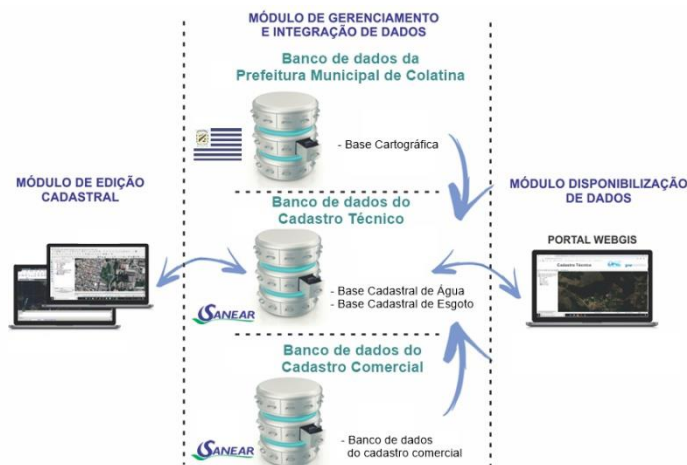 MÓDULO DE GERENCIAMENTO
E INTEGRAÇÃO DE DADOS
Banco de dados da
Prefeitura Municipal de Colatina
- Base Cartográfica
MÓDULO DE EDIÇÃO
CADASTRAL
Banco de dados do
Cadastro Técnico
- Base Cadastral de Água
- Base Cadastral de Esgoto
SANEAR
MÓDULO DISPONIBILIZAÇÃO
DE DADOS
PORTAL WEBGIS
Cadastro Técnico
Banco de dados do
Cadastro Comercial
- Banco de dados
do cadastro comercial
SANEAR